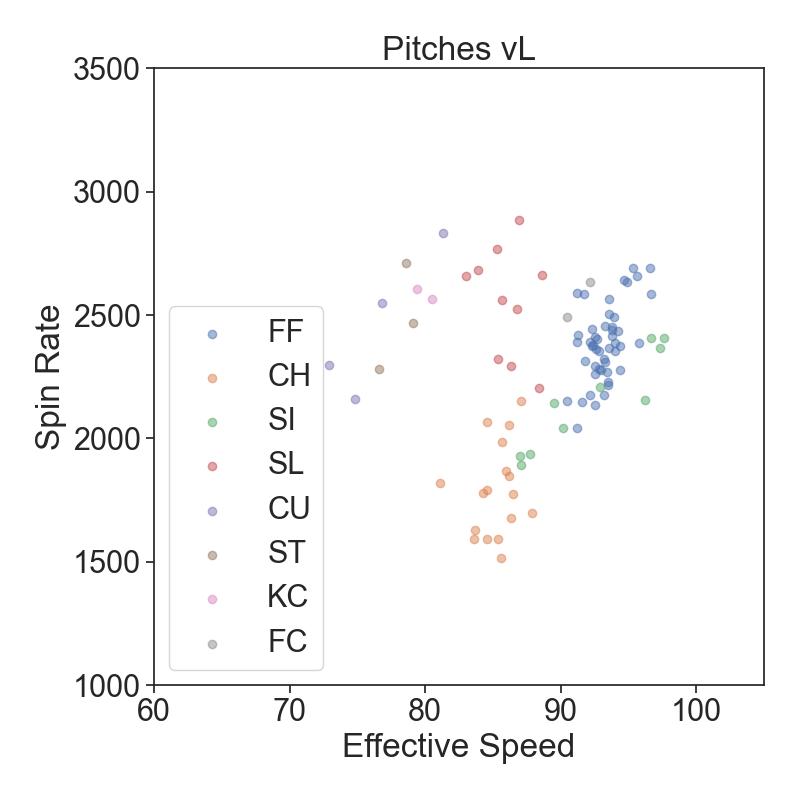 Pitches vL
3500
3000
2500
2000
1500
1000
Spin Rate
FF
CH
SI
SL
CU
ST
KC
FC
60
70
80
90
100
Effective Speed